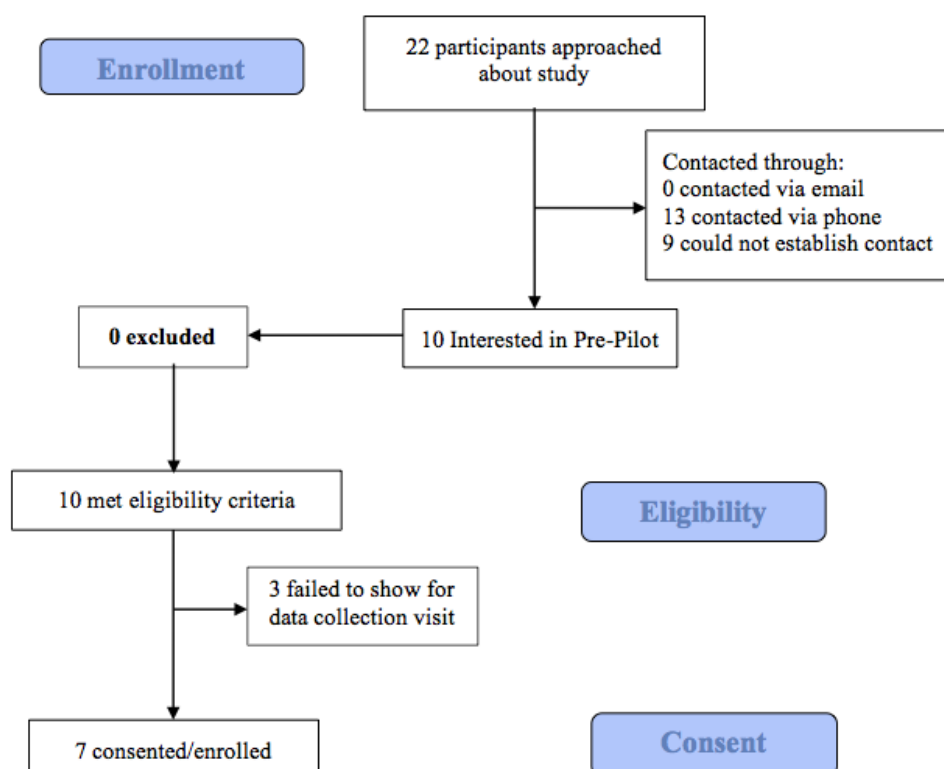 22 participants approached
about study
Enrollment
Contacted through:
0 contacted via email
13 contacted via phone
9 could not establish contact
10 Interested in Pre-Pilot
0 excluded
10 met eligibility criteria
Eligibility
3 failed to show for
data collection visit
7 consented/enrolled
Consent